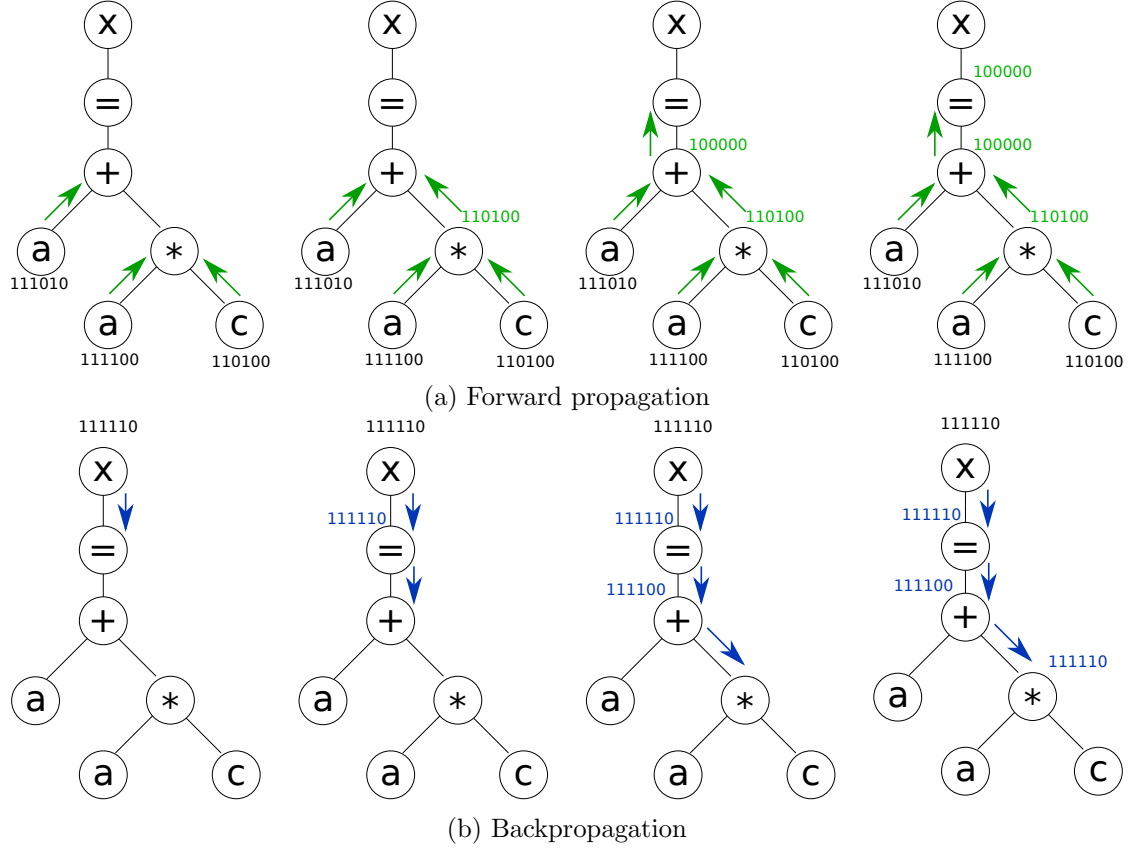 x x x x
100000
= = = =
100000 100000
+ + + +
110100 110100 110100
a * a * a * a *
111010 111010 111010 111010
a c a c a c a c
111100 110100 111100 110100 111100 110100 111100 110100
(a) Forward propagation
111110 111110 111110 111110
x x x x
111110 111110 111110
= = = =
111100 111100
+ + + +
111110
a * a * a * a *
a c a c a c a c
(b) Backpropagation